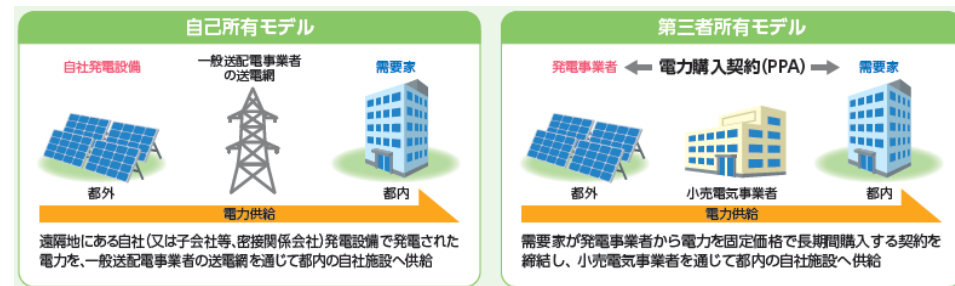 自己所有モデル
自社発電設備
一般送配電事業者
の送電網
需要家
都外
都内
電力供給
遠隔地にある自社(又は子会社等、密接関係会社)発電設備で発電された
電力を、一般送配電事業者の送電網を通じて都内の自社施設へ供給
第三者所有モデル
発電事業者
電力購入契約(PPA)
需要家
都外
小売電気事業者
都内
電力供給
需要家が発電事業者から電力を固定価格で長期間購入する契約を
締結し、小売電気事業者を通じて都内の自社施設へ供給